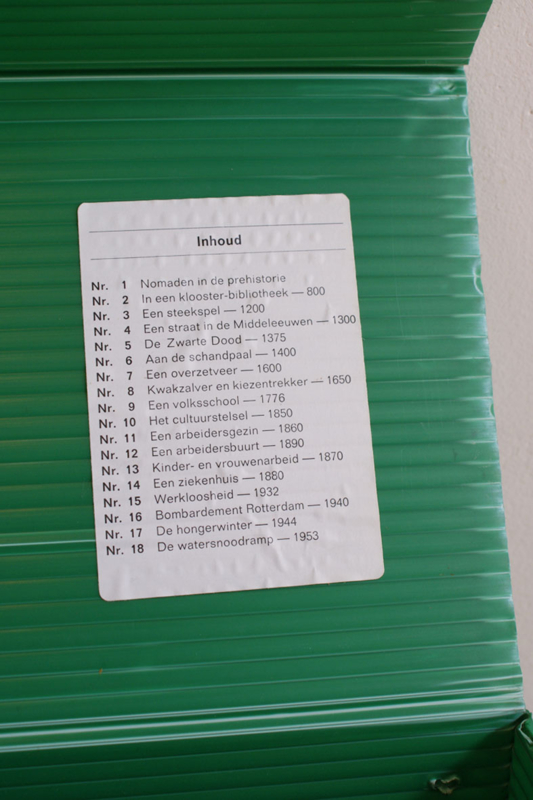 Inhoud
Nr. 1 Nomaden in de prehistorie
Nr. 2 In een klooster-bibliotheek — 800
Nr. 3 Een steekspel — 1200
Nr. 4 Een straat in de Middeleeuwen — 1300
Nr. 5 De Zwarte Dood — 1375
Nr. 6 Aan de schandpaal — 1400
Nr. 7 Een overzetveer — 1600
Nr. 8 Kwakzalver en kiezentrekker — 1650
Nr. 9 Een volksschool — 1776
Nr. 10 Het cultuurstelsel — 1850
Nr. 11 Een arbeidersgezin — 1860
Nr. 12 Een arbeidersbuurt — 1890
Nr. 13 Kinder- en vrouwenarbeid — 1870
Nr. 14 Een ziekenhuis — 1880
Nr. 15 Werkloosheid — 1932
Nr. 16 Bombardement Rotterdam — 1940
Nr. 17 De hongerwinter — 1944
Nr. 18 De watersnoodramp — 1953